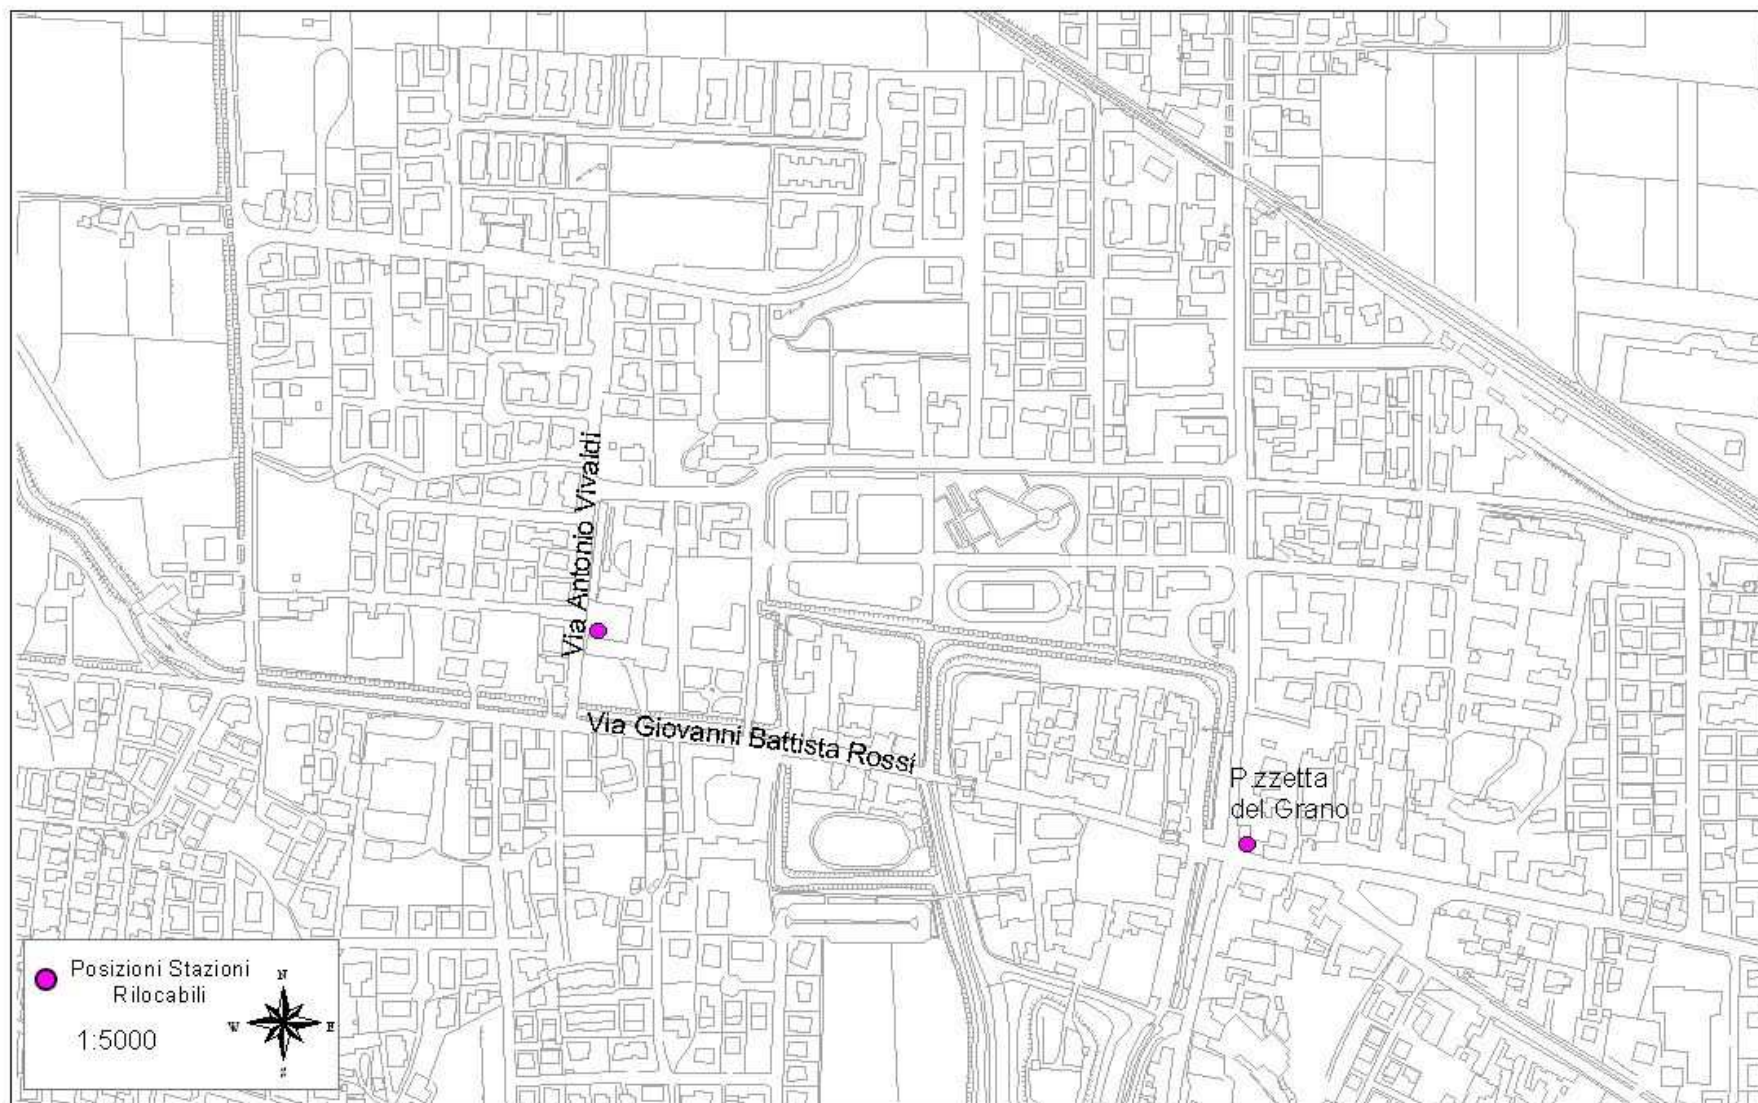 Via Antonio Vivaldi
Via Giovanni Battista Rossi
P.zzetta
del Grano
Posizioni Stazioni
Rilocabili
1:5000
N
W
E
S